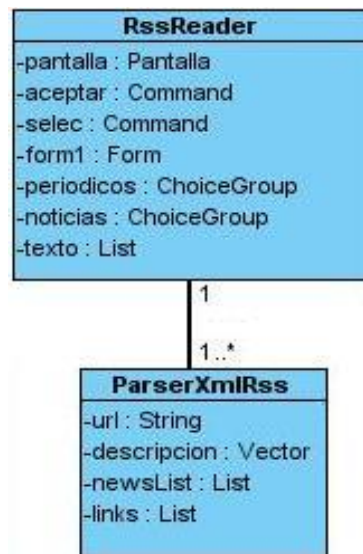 RssReader
-pantalla : Pantalla
-aceptar : Command
-selec : Command
-form1 : Form
-periodicos : ChoiceGroup
-noticias : ChoiceGroup
-texto : List
1
1..*
ParserXmlRss
-url : String
-descripcion : Vector
-newsList : List
-links : List